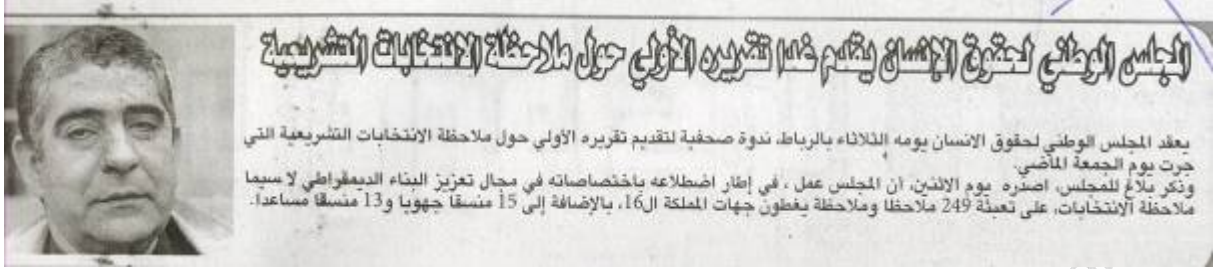 المجلس الوطني لحقوق الإنسان يقدم غدا تقريره الأولي حول ملاحظة الانتخابات التشريعية
يعقد المجلس الوطني لحقوق الانسان يومه الثلاثاء بالرباط، ندوة صحفية لتقديم تقريره الأولي حول ملاحظة الانتخابات التشريعية التي
جرت يوم الجمعة الماضي.
وذكر بلاغ للمجلس، اصدره يوم الاثنين، أن المجلس عمل ، في إطار اضطلاعه باختصاصاته في مجال تعزيز البناء الديمقراطي لا سيما
ملاحظة الانتخابات، على تعبئة 249 ملاحظا وملاحظة يغطون جهات المملكة ال16، بالإضافة إلى 15 منسقا جهويا و13 منسقا مساعدا.